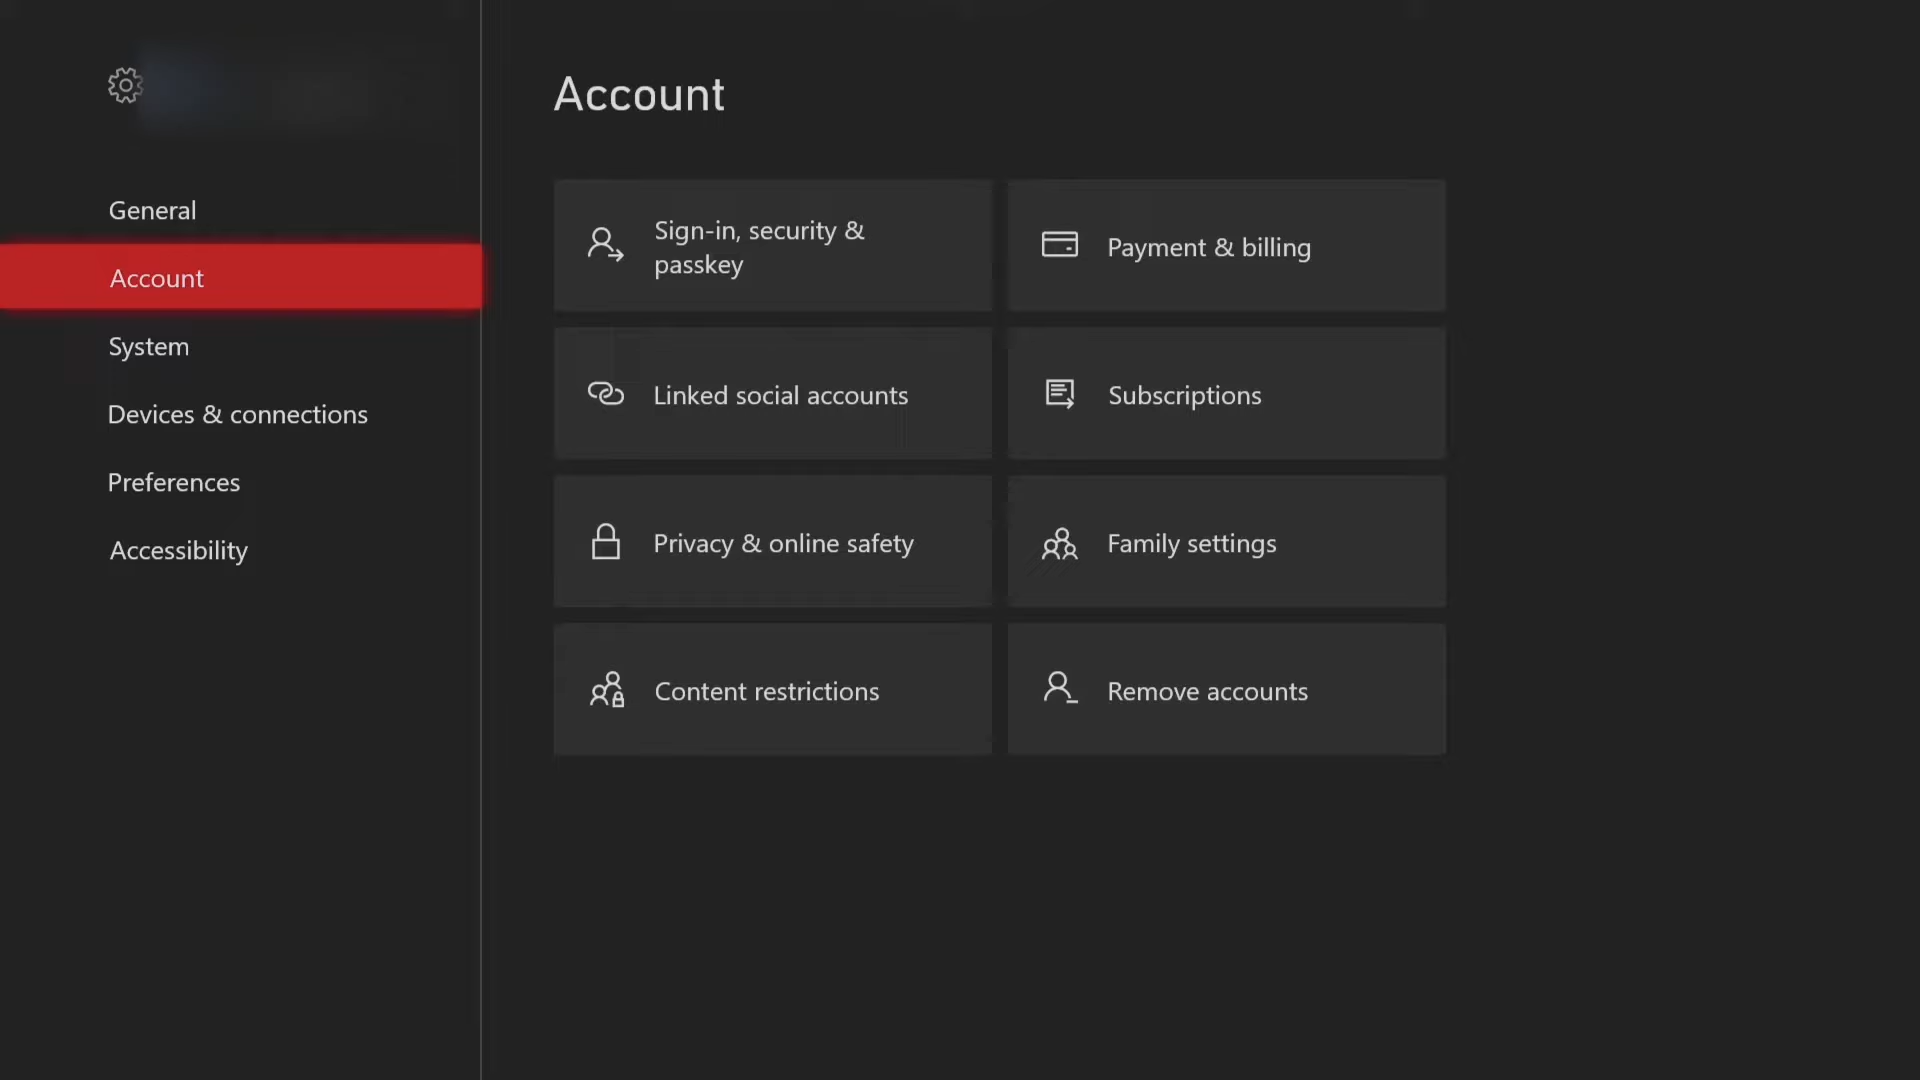 General
Account
System
Devices & connections
Preferences
Accessibility
Account
Sign-in, security &
passkey
Payment & billing
Linked social accounts
Subscriptions
Privacy & online safety
Family settings
Content restrictions
Remove accounts